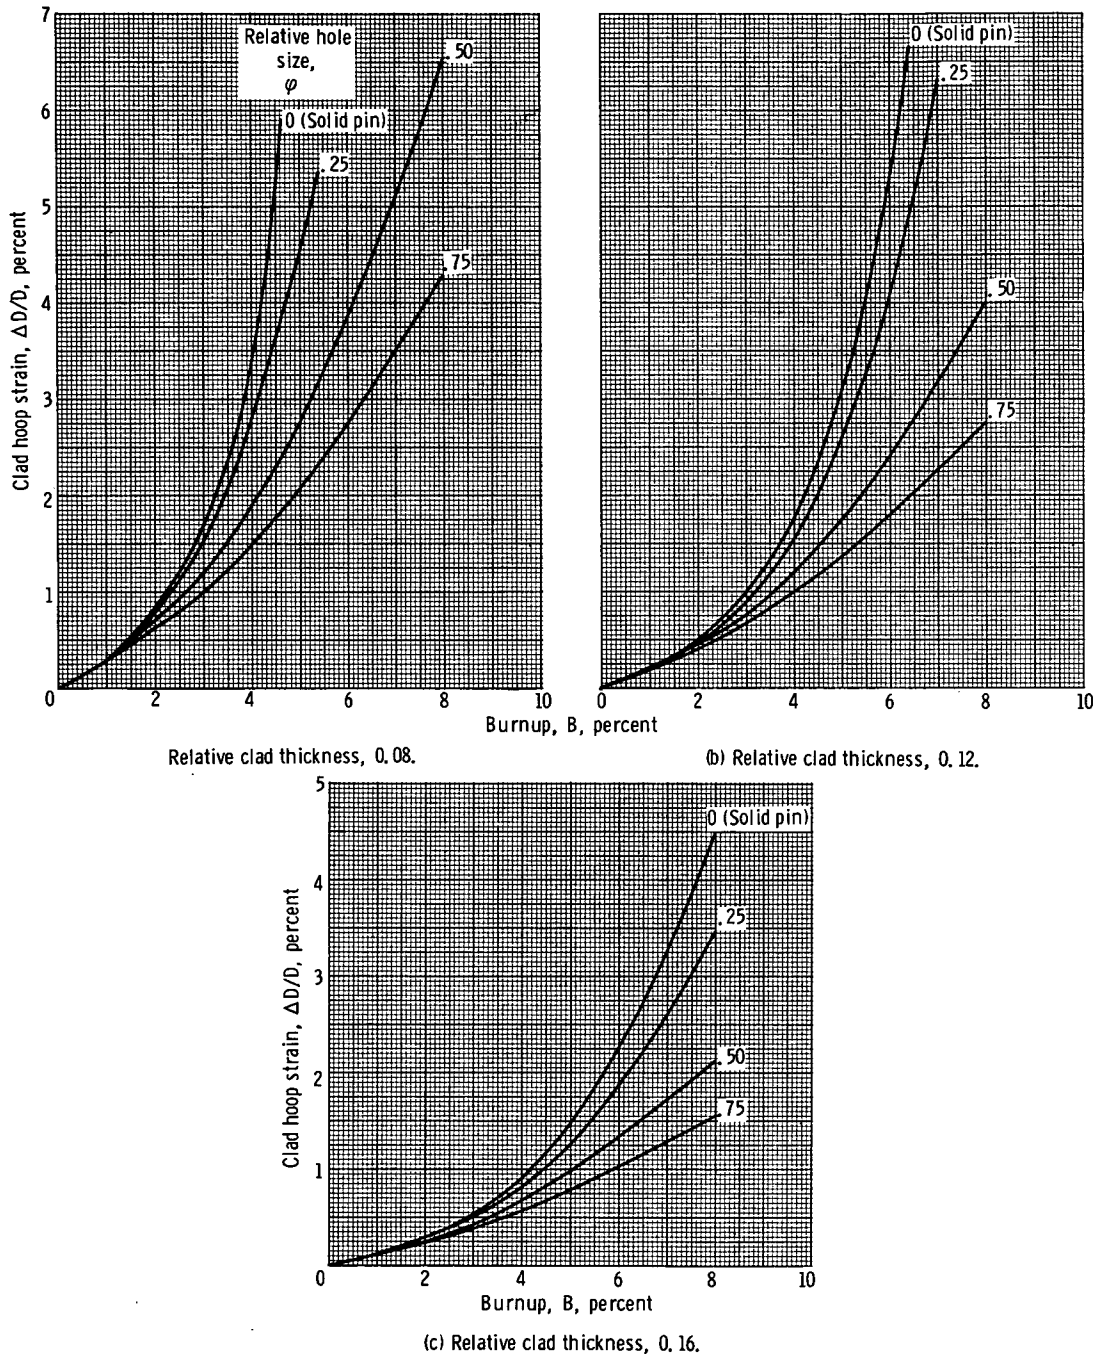 7
6
5
4
3
2
1
Clad hoop strain, ΔD/D, percent
Relative hole
size,
φ
0 (Solid pin)
.25
.50
.75
0 2 4 6 8 10
0 (Solid pin)
.25
.50
.75
0 2 4 6 8 10
Burnup, B, percent
Relative clad thickness, 0.08.
(b) Relative clad thickness, 0.12.
5
4
3
2
1
Clad hoop strain, ΔD/D, percent
0 (Solid pin)
.25
.50
.75
0 2 4 6 8 10
Burnup, B, percent
(c) Relative clad thickness, 0.16.